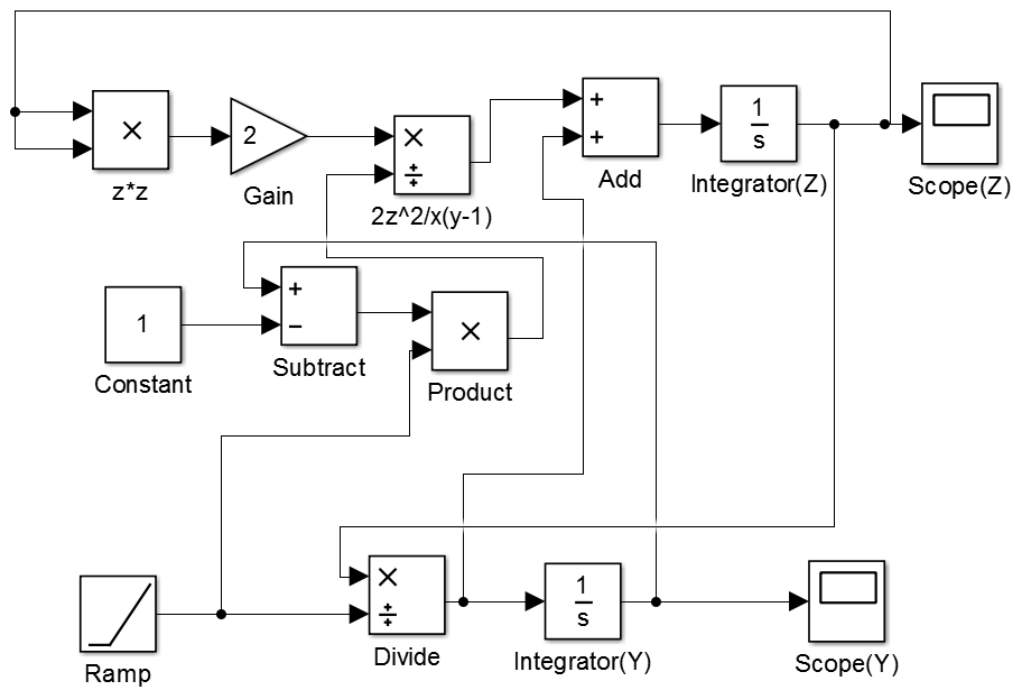 z*z
2
Gain
×
÷
2z^2/x(y-1)
+
+
Add
1
s
Integrator(Z)
Scope(Z)
1
Constant
+
−
Subtract
×
Product
Ramp
×
÷
Divide
1
s
Integrator(Y)
Scope(Y)